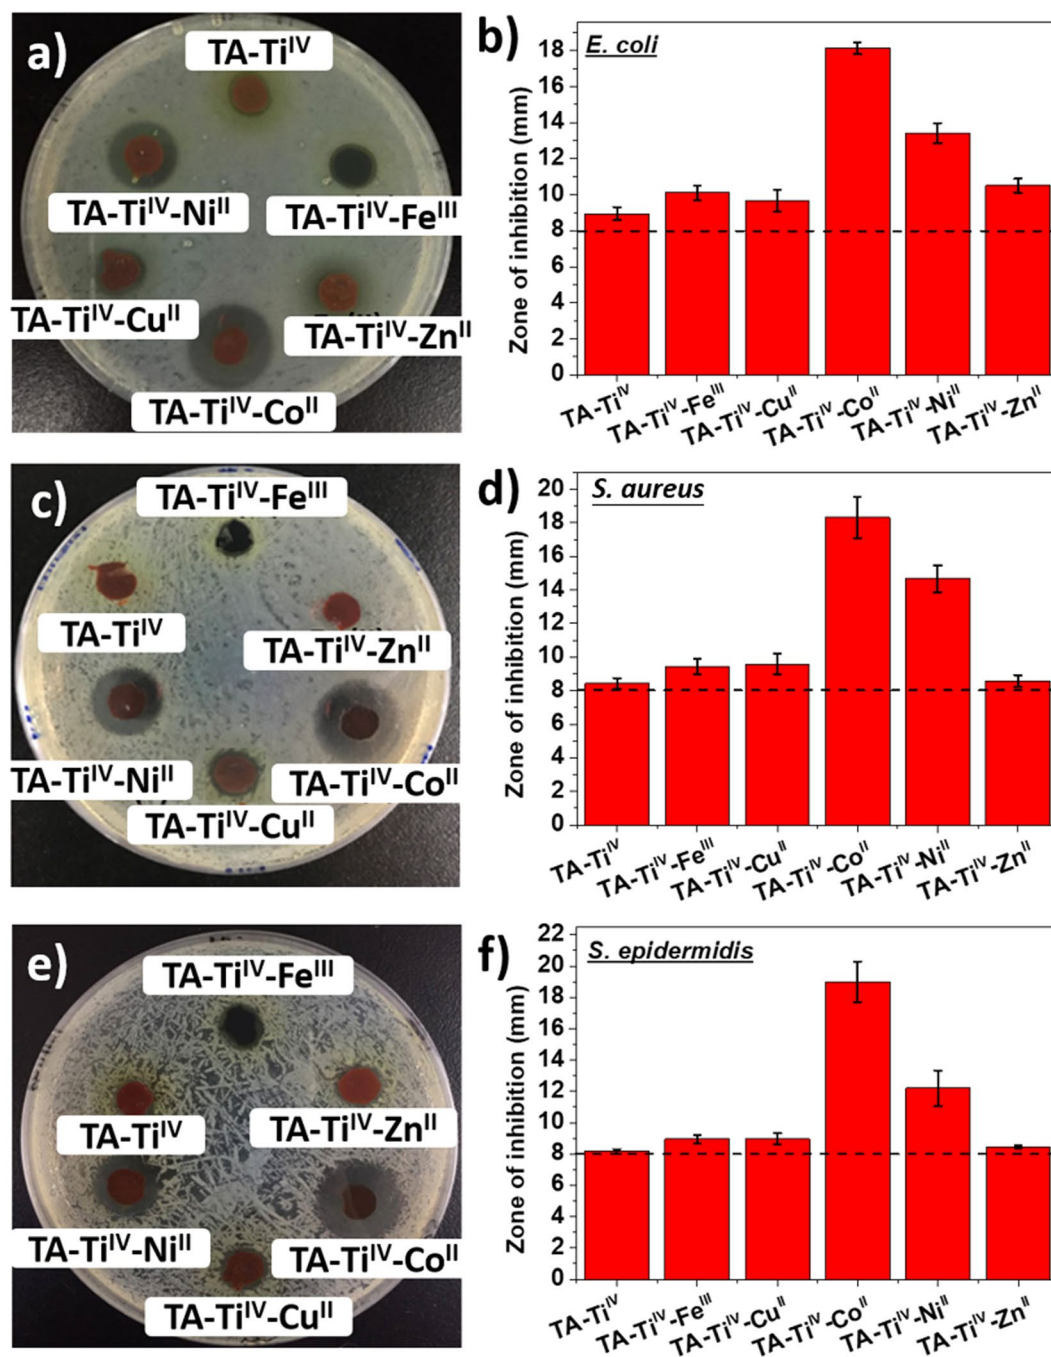 a)
TA-Ti^IV
TA-Ti^IV-Ni^II
TA-Ti^IV-Fe^III
TA-Ti^IV-Cu^II
TA-Ti^IV-Zn^II
TA-Ti^IV-Co^II
b)
E. coli
Zone of inhibition (mm)
18
16
14
12
10
8
6
4
2
0
TA-Ti^IV
TA-Ti^IV-Fe^III
TA-Ti^IV-Cu^II
TA-Ti^IV-Co^II
TA-Ti^IV-Ni^II
TA-Ti^IV-Zn^II
c)
TA-Ti^IV-Fe^III
TA-Ti^IV
TA-Ti^IV-Zn^II
TA-Ti^IV-Ni^II
TA-Ti^IV-Co^II
TA-Ti^IV-Cu^II
d)
S. aureus
Zone of inhibition (mm)
20
18
16
14
12
10
8
6
4
2
0
TA-Ti^IV
TA-Ti^IV-Fe^III
TA-Ti^IV-Cu^II
TA-Ti^IV-Co^II
TA-Ti^IV-Ni^II
TA-Ti^IV-Zn^II
e)
TA-Ti^IV-Fe^III
TA-Ti^IV
TA-Ti^IV-Zn^II
TA-Ti^IV-Ni^II
TA-Ti^IV-Co^II
TA-Ti^IV-Cu^II
f)
S. epidermidis
Zone of inhibition (mm)
22
20
18
16
14
12
10
8
6
4
2
0
TA-Ti^IV
TA-Ti^IV-Fe^III
TA-Ti^IV-Cu^II
TA-Ti^IV-Co^II
TA-Ti^IV-Ni^II
TA-Ti^IV-Zn^II